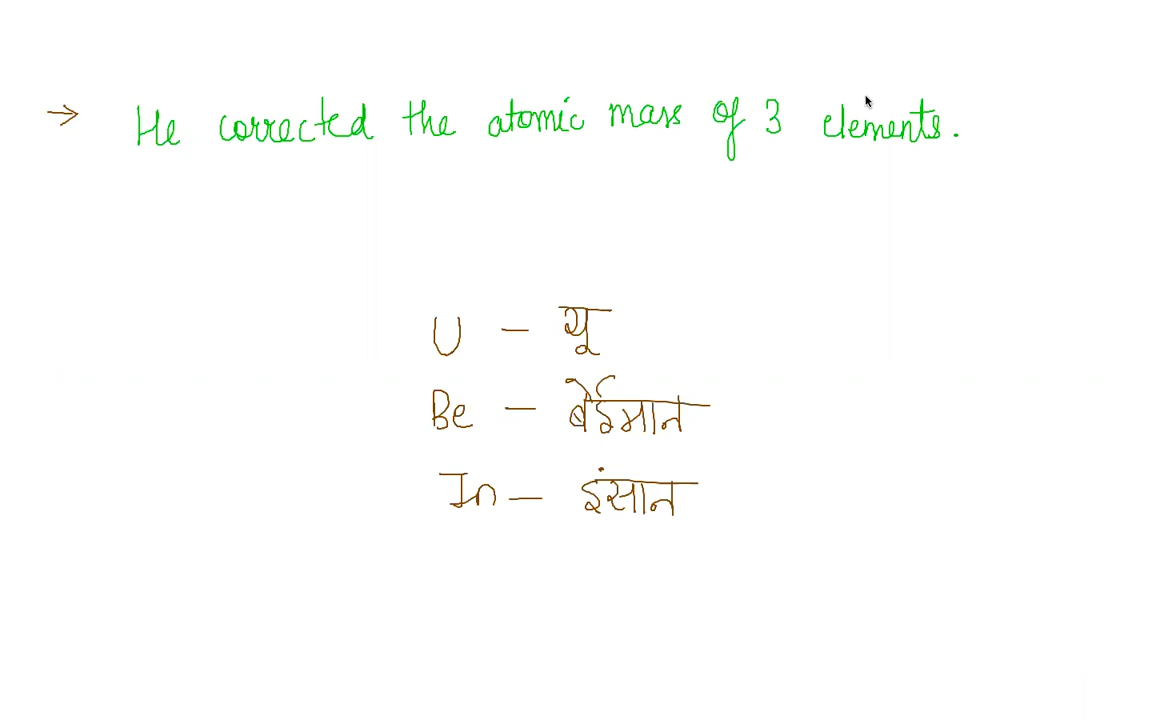 → He corrected the atomic mass of 3 elements.
U – यू
Be – बेईमान
In – इंसान